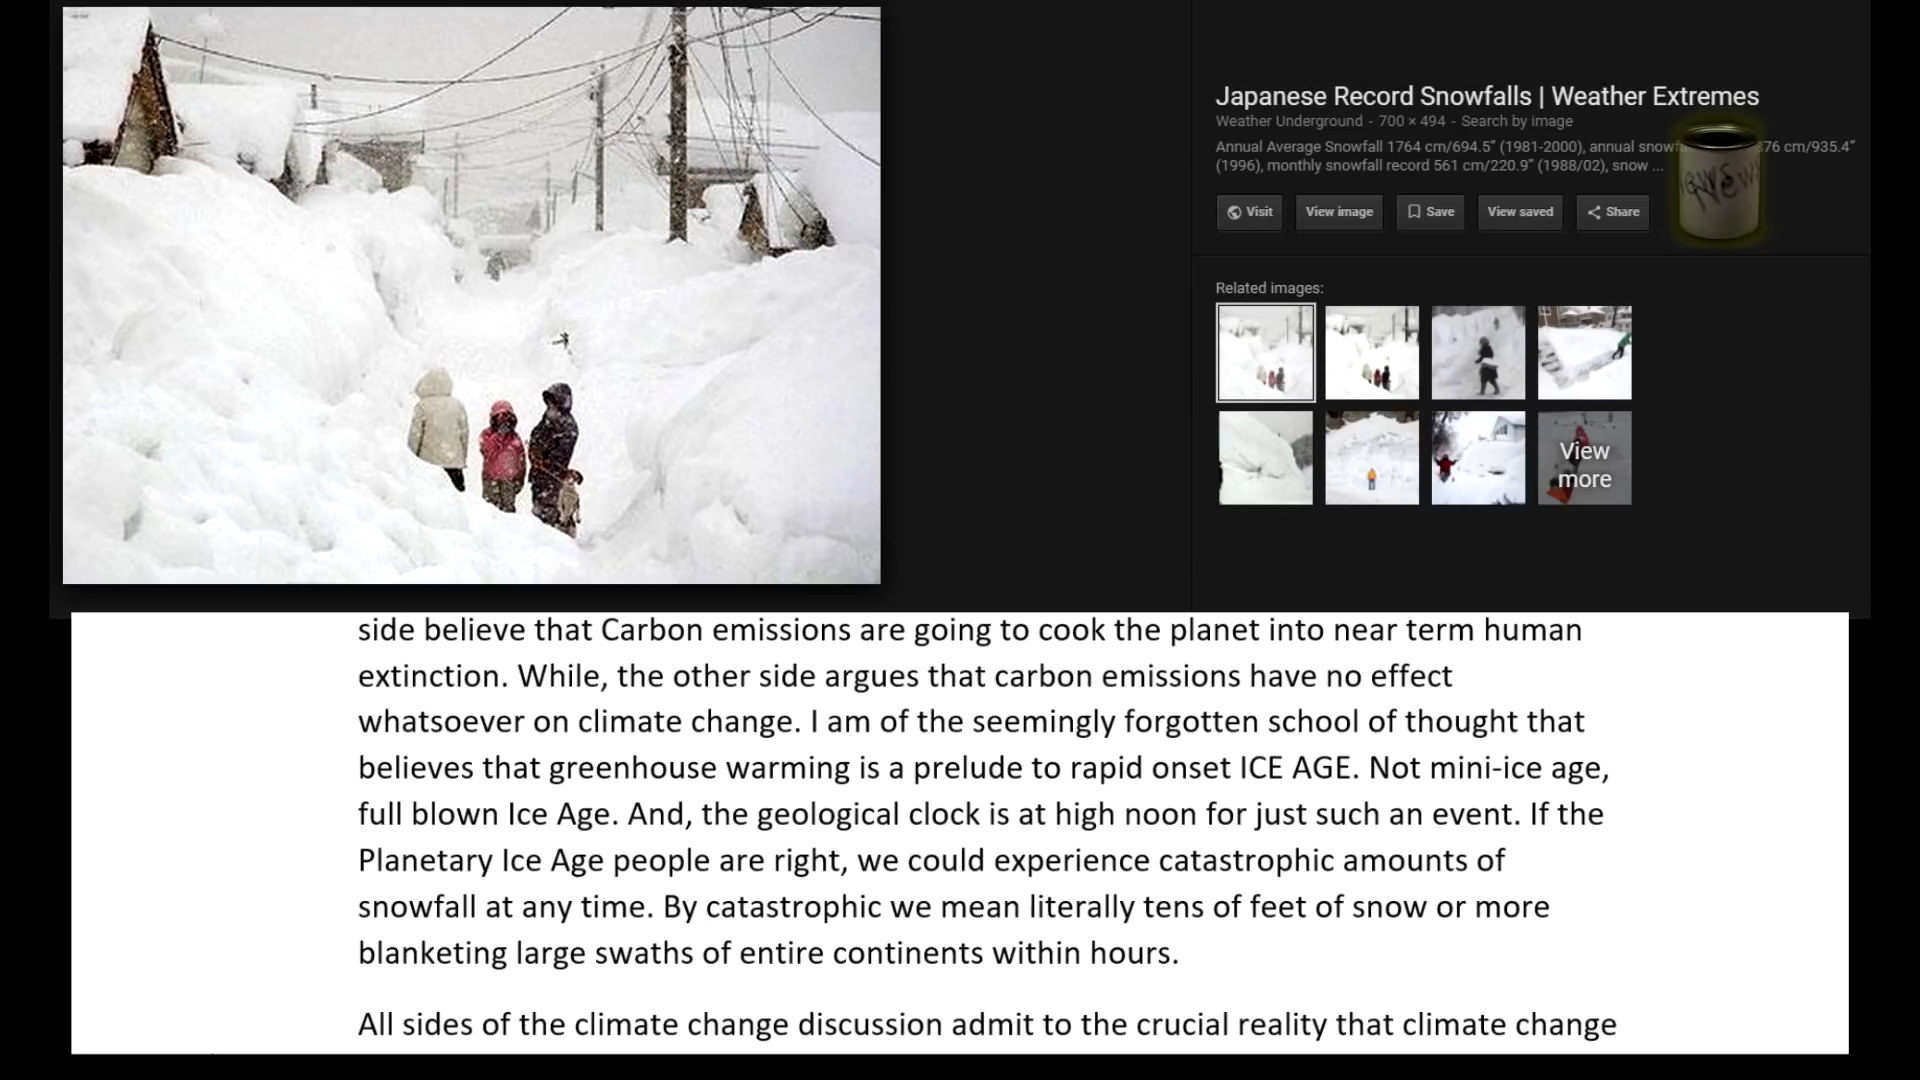 Japanese Record Snowfalls | Weather Extremes
Weather Underground - 700 × 494 - Search by image
Annual Average Snowfall 1764 cm/694.5” (1981-2000), annual 76 cm/935.4”
(1996), monthly snowfall record 561 cm/220.9” (1988/02), snow ...
Visit
View image
Save
View saved
Share
Related images:
View
more
side believe that Carbon emissions are going to cook the planet into near term human
extinction. While, the other side argues that carbon emissions have no effect
whatsoever on climate change. I am of the seemingly forgotten school of thought that
believes that greenhouse warming is a prelude to rapid onset ICE AGE. Not mini-ice age,
full blown Ice Age. And, the geological clock is at high noon for just such an event. If the
Planetary Ice Age people are right, we could experience catastrophic amounts of
snowfall at any time. By catastrophic we mean literally tens of feet of snow or more
blanketing large swaths of entire continents within hours.
All sides of the climate change discussion admit to the crucial reality that climate change